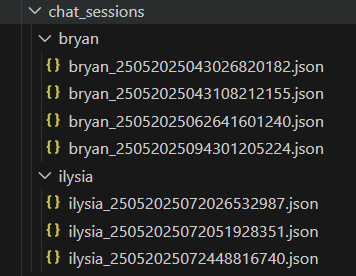 chat_sessions
bryan
{} bryan_25052025043026820182.json
{} bryan_25052025043108212155.json
{} bryan_25052025062641601240.json
{} bryan_25052025094301205224.json
ilysia
{} ilysia_25052025072026532987.json
{} ilysia_25052025072051928351.json
{} ilysia_25052025072448816740.json